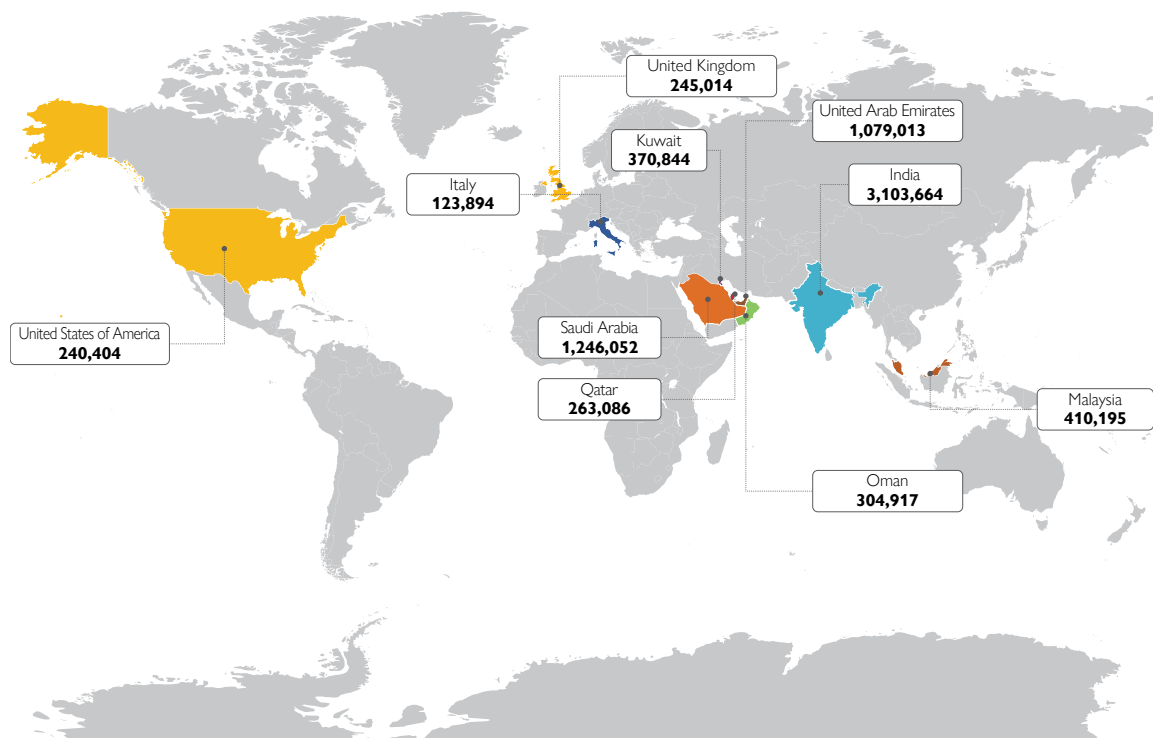 United Kingdom
245,014
United Arab Emirates
1,079,013
Kuwait
370,844
India
3,103,664
Italy
123,894
United States of America
240,404
Saudi Arabia
1,246,052
Qatar
263,086
Malaysia
410,195
Oman
304,917